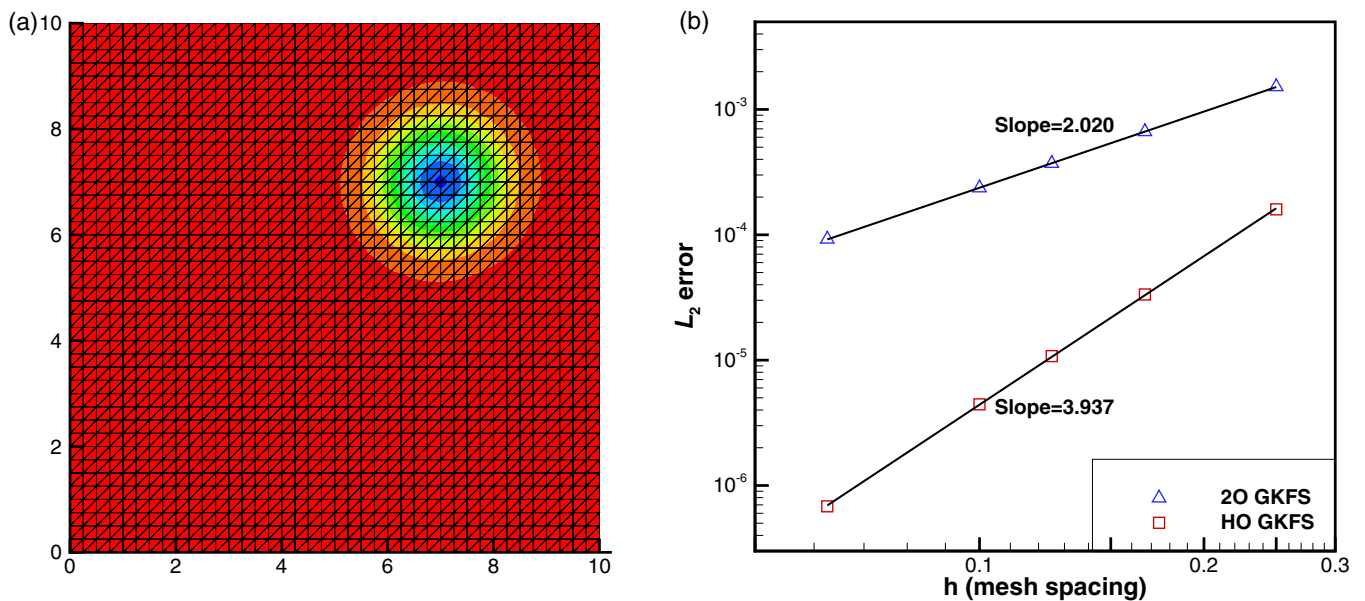 (a)
10
8
6
4
2
0
0 2 4 6 8 10
(b)
10-3
10-4
10-5
10-6
L2 error
Slope=2.020
Slope=3.937
2O GKFS
HO GKFS
0.1 0.2 0.3
h (mesh spacing)